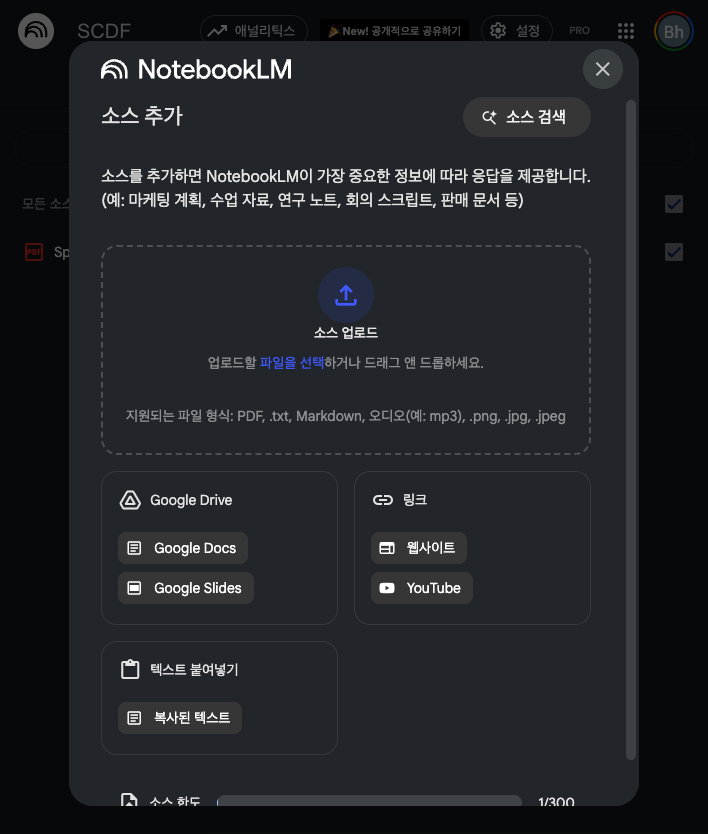 SCDF
애널리틱스
🎉New! 공개적으로 공유하기
설정
PRO
Bh
NotebookLM
소스 추가
소스 검색
소스를 추가하면 NotebookLM이 가장 중요한 정보에 따라 응답을 제공합니다.
(예: 마케팅 계획, 수업 자료, 연구 노트, 회의 스크립트, 판매 문서 등)
모든 소스
PDF
Sp
소스 업로드
업로드할 파일을 선택하거나 드래그 앤 드롭하세요.
지원되는 파일 형식: PDF, .txt, Markdown, 오디오(예: mp3), .png, .jpg, .jpeg
Google Drive
Google Docs
Google Slides
링크
웹사이트
YouTube
텍스트 붙여넣기
복사된 텍스트
소스 한도
1/300